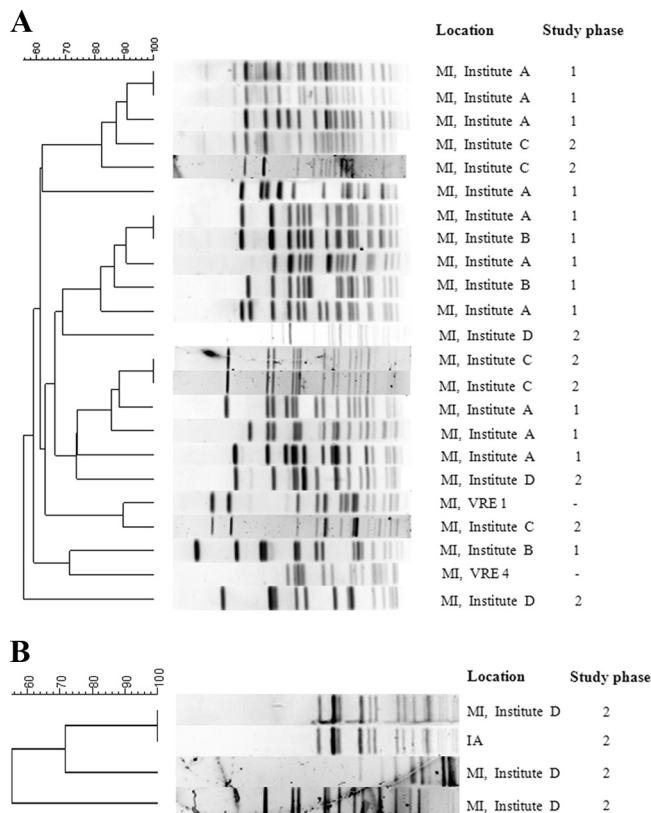 A
60 70 80 90 100
Location Study phase
MI, Institute A 1
MI, Institute A 1
MI, Institute A 1
MI, Institute C 2
MI, Institute C 2
MI, Institute A 1
MI, Institute A 1
MI, Institute B 1
MI, Institute A 1
MI, Institute B 1
MI, Institute A 1
MI, Institute D 2
MI, Institute C 2
MI, Institute C 2
MI, Institute A 1
MI, Institute A 1
MI, Institute A 1
MI, Institute D 2
MI, VRE 1 -
MI, Institute C 2
MI, Institute B 1
MI, VRE 4 -
MI, Institute D 2
B
60 70 80 90 100
Location Study phase
MI, Institute D 2
IA 2
MI, Institute D 2
MI, Institute D 2